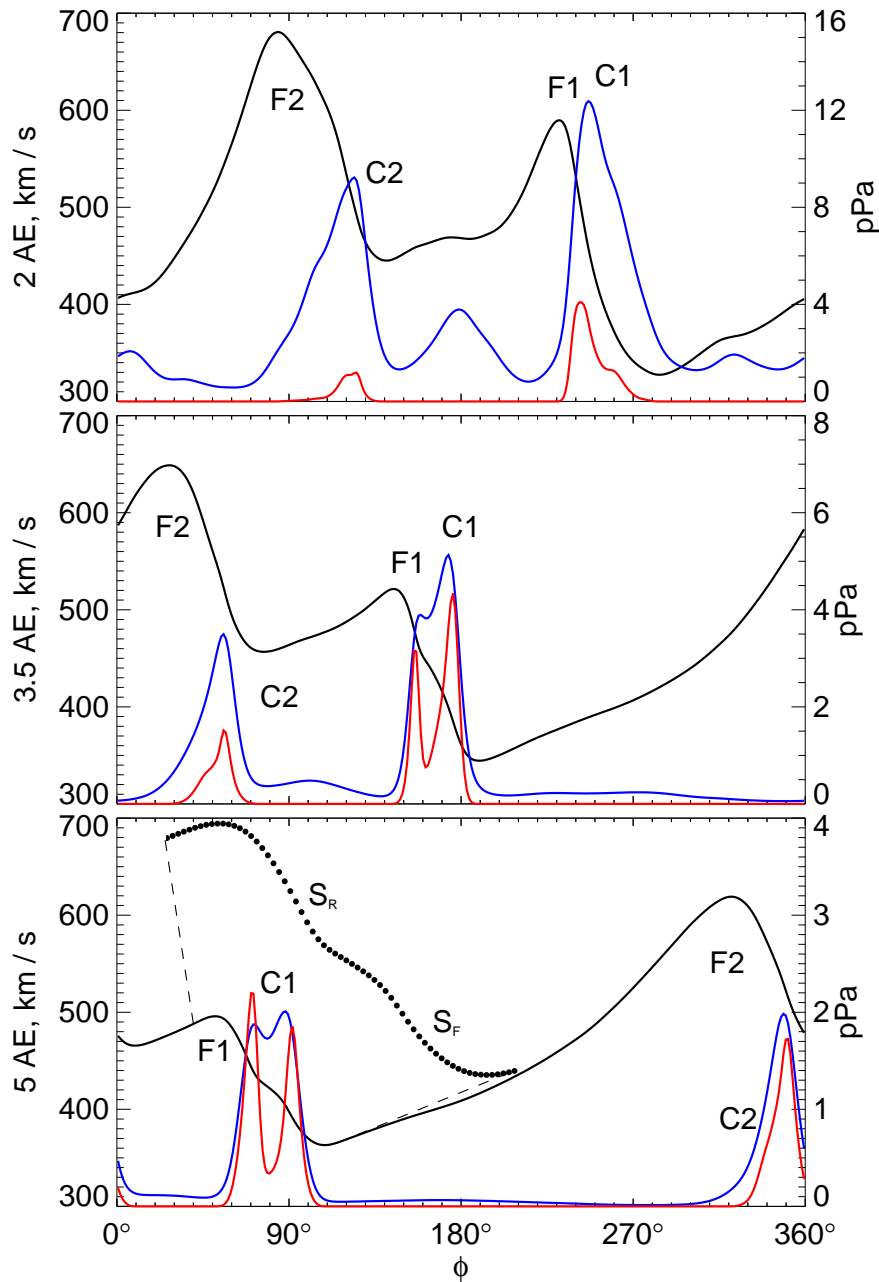 700 16
F2 F1 C1
600 12
C2
2 AE, km / s 500 8 pPa
400 4
300 0
700 8
F2 C1
600 F1 6
3.5 AE, km / s 500 4 pPa
C2
400 2
300 0
700 4
S_R
600 3
F2
C1
5 AE, km / s 500 S_F 2 pPa
F1
400 1
C2
300 0
0° 90° 180° 270° 360°
ϕ